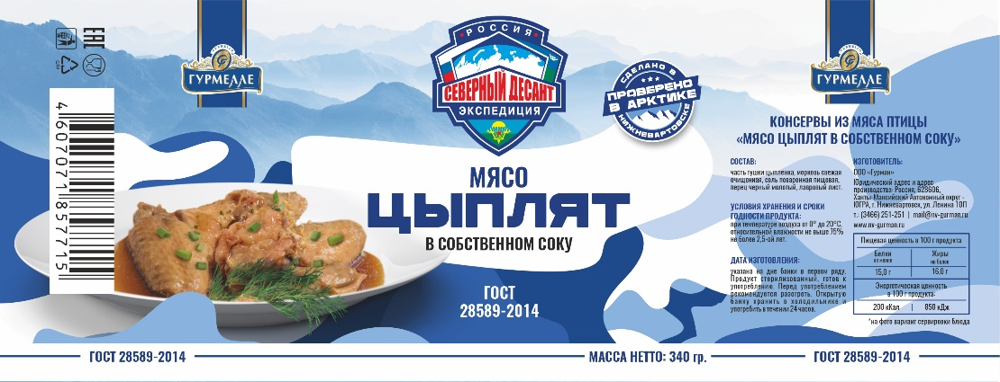 EAC
4 607071 857715
ГУРМЕЛЛЕ
РОССИЯ
СЕВЕРНЫЙ ДЕСАНТ
ЭКСПЕДИЦИЯ
СДЕЛАНО В
ПРОВЕРЕНО
В АРКТИКЕ
НИЖНЕВАРТОВСКЕ
МЯСО
ЦЫПЛЯТ
В СОБСТВЕННОМ СОКУ
ГОСТ
28589-2014
ГУРМЕЛЛЕ
КОНСЕРВЫ ИЗ МЯСА ПТИЦЫ
«МЯСО ЦЫПЛЯТ В СОБСТВЕННОМ СОКУ»
СОСТАВ:
часть тушки цыпленка, морковь свежая
очищенная, соль поваренная пищевая,
перец черный молотый, лавровый лист.
УСЛОВИЯ ХРАНЕНИЯ И СРОКИ
ГОДНОСТИ ПРОДУКТА:
при температуре воздуха от 0° до 20°C,
относительной влажности не выше 75%
не более 2,5-ой лет.
ДАТА ИЗГОТОВЛЕНИЯ:
указана на дне банки в первом ряду.
Продукт стерилизованный, готов к
употреблению. Перед употреблением
рекомендуется разогреть. Открытую
банку хранить в холодильнике и
употребить в течении 24 часов.
ИЗГОТОВИТЕЛЬ:
ООО «Гурман»
Юридический адрес и адрес
производства: Россия, 628606,
Ханты-Мансийский Автономный округ -
ЮГРА, г. Нижневартовск, ул. Ленина 10П
т.: (3466) 251-251 | mail@nv-gurman.ru
www.nv-gurman.ru
Пищевая ценность в 100 г продукта
Белки Жиры
не менее не более
15,0 г 16,0 г
Энергетическая ценность
в 100 г продукта:
200 кКал | 850 кДж
*на фото вариант сервировки блюда
ГОСТ 28589-2014 МАССА НЕТТО: 340 гр. ГОСТ 28589-2014